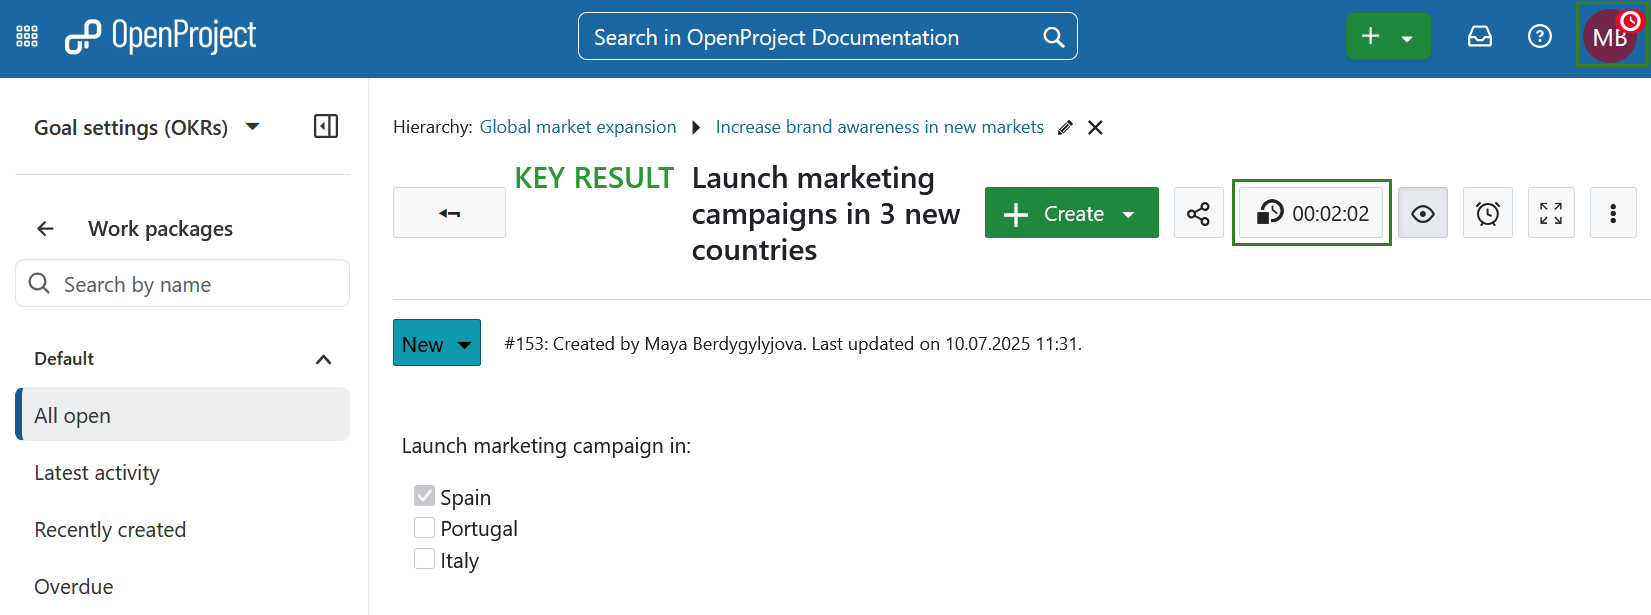 OpenProject
Search in OpenProject Documentation
MB
Goal settings (OKRs)
Hierarchy: Global market expansion Increase brand awareness in new markets
KEY RESULT Launch marketing
campaigns in 3 new
countries
Create
00:02:02
Work packages
Search by name
New
#153: Created by Maya Berdygylyjova. Last updated on 10.07.2025 11:31.
Default
All open
Latest activity
Recently created
Overdue
Launch marketing campaign in:
Spain
Portugal
Italy